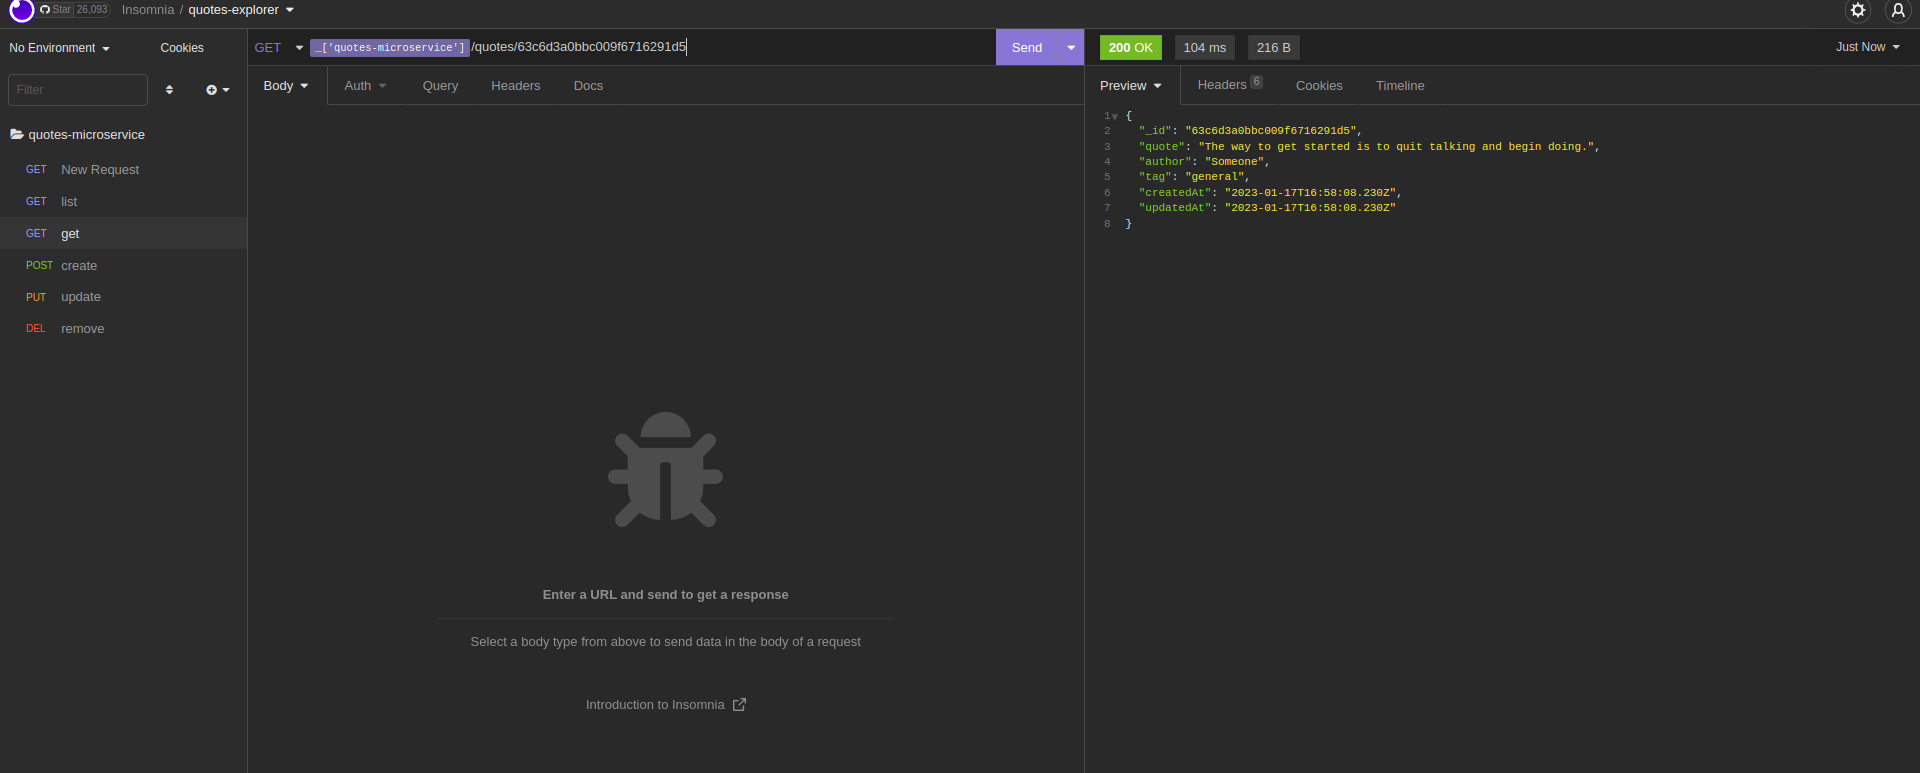 Star 26,093 Insomnia / quotes-explorer
No Environment Cookies
GET _['quotes-microservice'] /quotes/63c6d3a0bbc009f6716291d5 Send
200 OK 104 ms 216 B Just Now
Filter
Body Auth Query Headers Docs
Preview Headers 6 Cookies Timeline
quotes-microservice
GET New Request
GET list
GET get
POST create
PUT update
DEL remove
Enter a URL and send to get a response
Select a body type from above to send data in the body of a request
Introduction to Insomnia
1 {
2 "_id": "63c6d3a0bbc009f6716291d5",
3 "quote": "The way to get started is to quit talking and begin doing.",
4 "author": "Someone",
5 "tag": "general",
6 "createdAt": "2023-01-17T16:58:08.230Z",
7 "updatedAt": "2023-01-17T16:58:08.230Z"
8 }